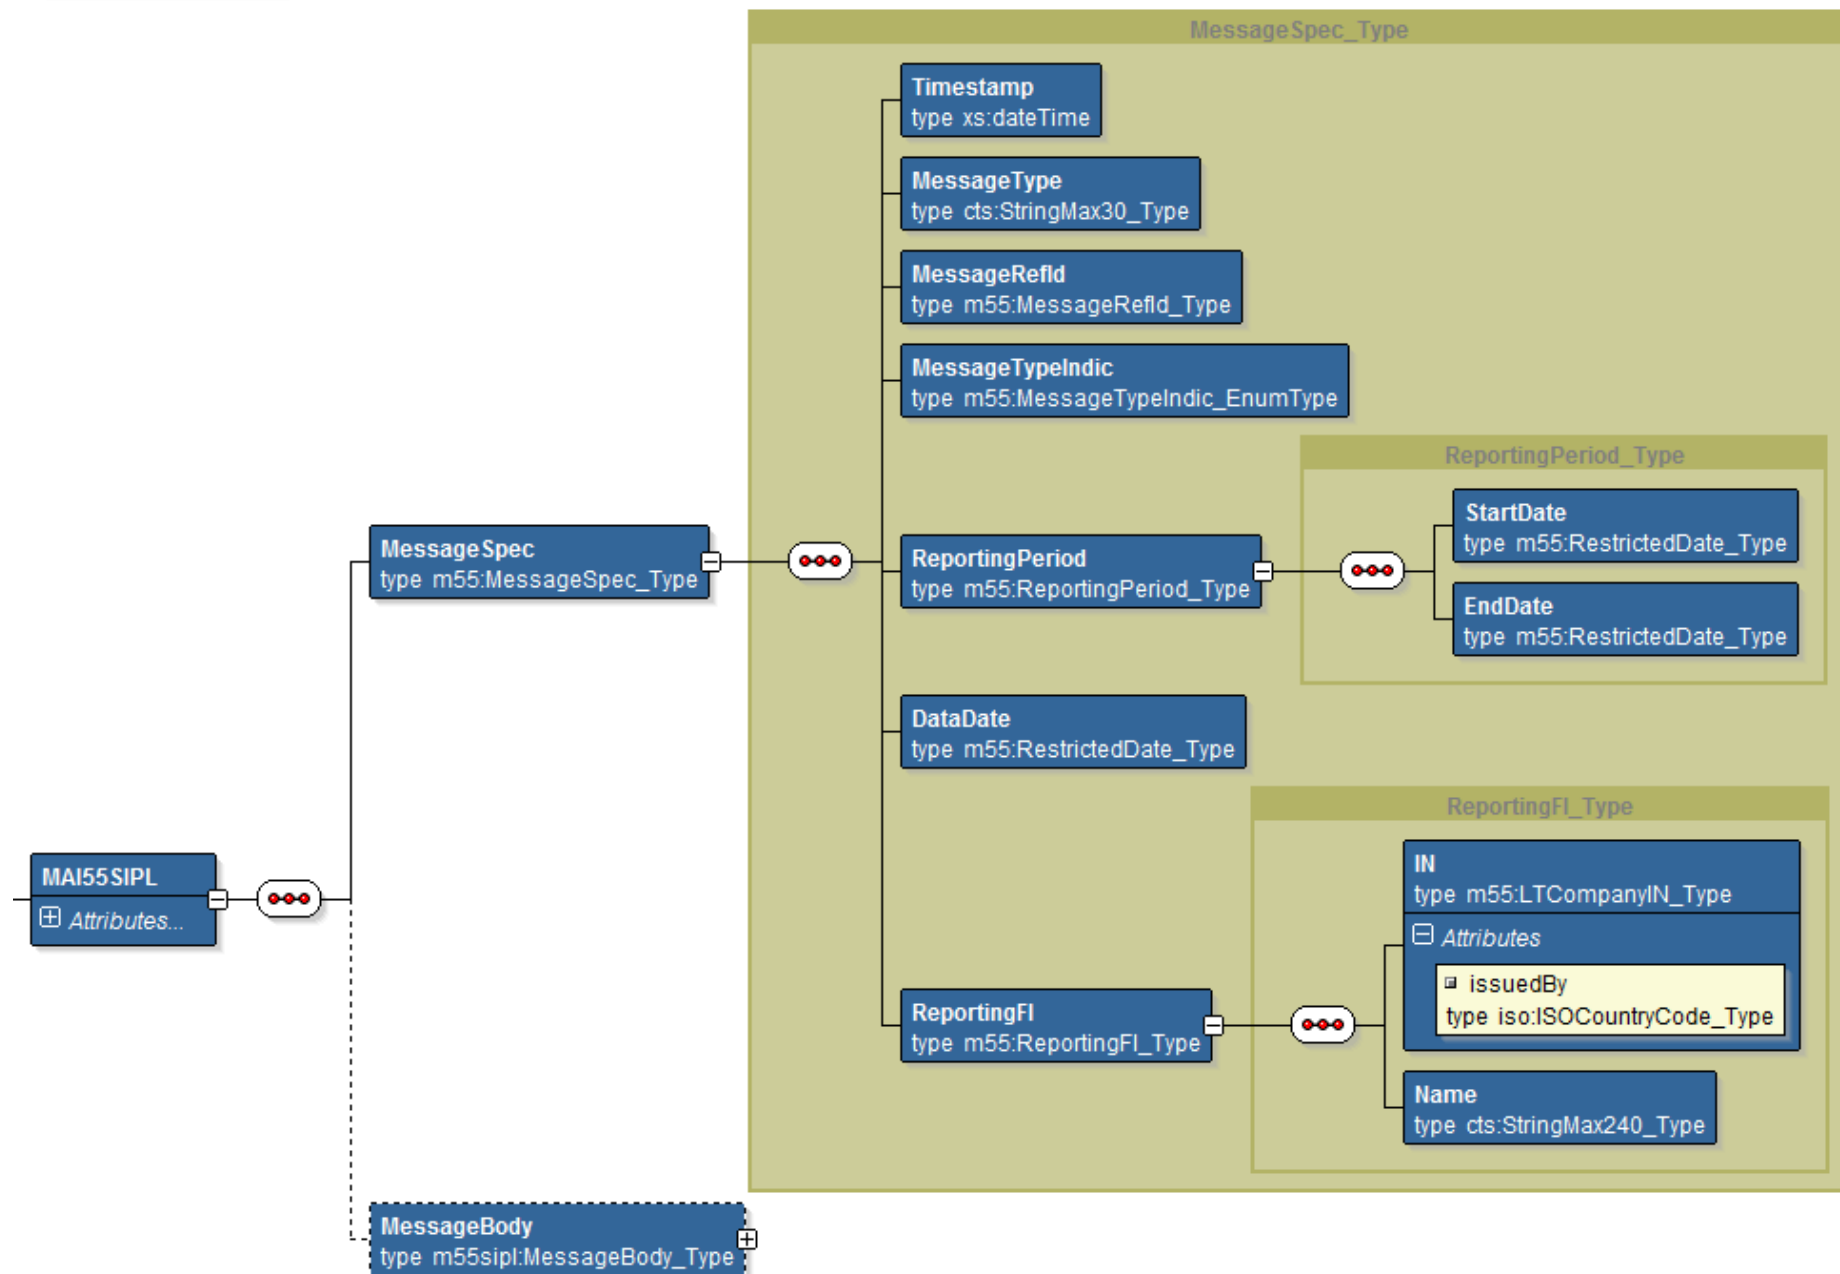 MessageSpec_Type
Timestamp
type xs:dateTime
MessageType
type cts:StringMax30_Type
MessageRefId
type m55:MessageRefId_Type
MessageTypeIndic
type m55:MessageTypeIndic_EnumType
ReportingPeriod_Type
StartDate
type m55:RestrictedDate_Type
EndDate
type m55:RestrictedDate_Type
MessageSpec
type m55:MessageSpec_Type
ReportingPeriod
type m55:ReportingPeriod_Type
DataDate
type m55:RestrictedDate_Type
ReportingFI_Type
IN
type m55:LTCompanyIN_Type
Attributes
issuedBy
type iso:ISOCountryCode_Type
MAI55SIPL
Attributes...
ReportingFI
type m55:ReportingFI_Type
Name
type cts:StringMax240_Type
MessageBody
type m55sipl:MessageBody_Type